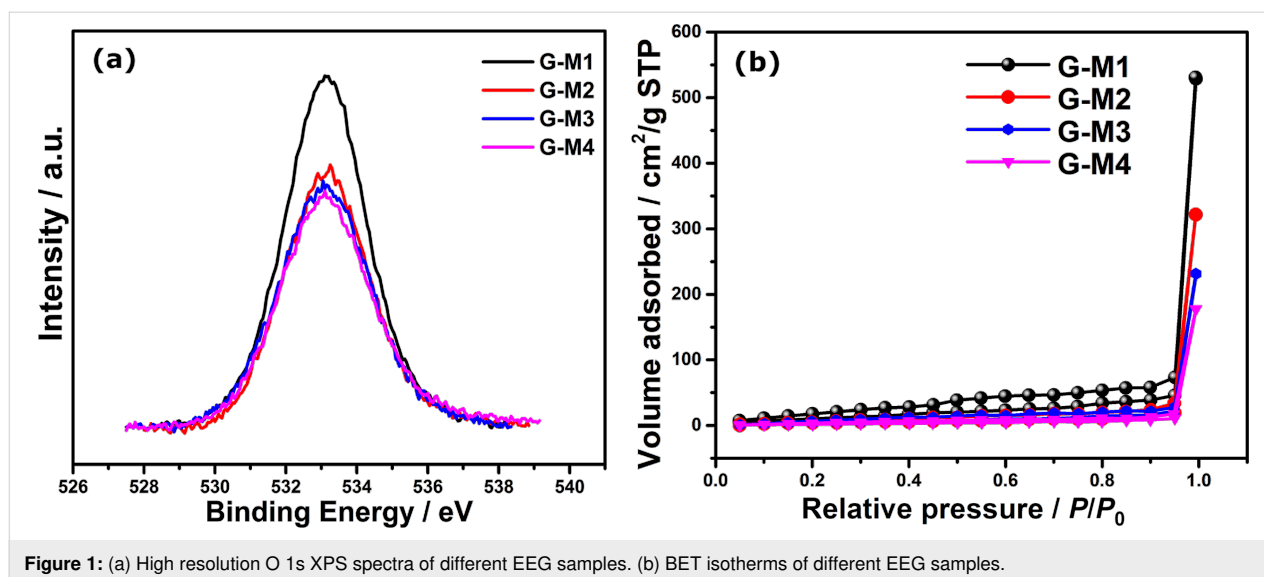 (a)
G-M1
G-M2
G-M3
G-M4
Intensity / a.u.
526 528 530 532 534 536 538 540
Binding Energy / eV
(b)
G-M1
G-M2
G-M3
G-M4
Volume adsorbed / cm²/g STP
600
500
400
300
200
100
0
0.0 0.2 0.4 0.6 0.8 1.0
Relative pressure / P/P₀
Figure 1: (a) High resolution O 1s XPS spectra of different EEG samples. (b) BET isotherms of different EEG samples.